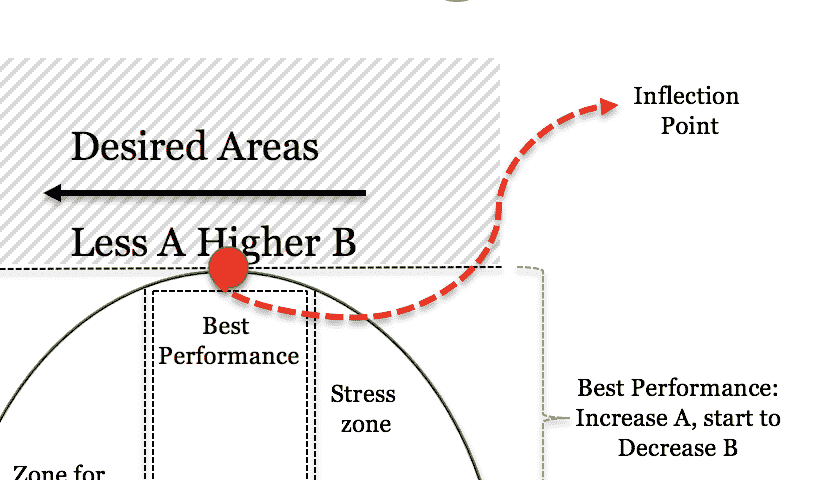 Inflection
Point
Desired Areas
Less A Higher B
Best
Performance
Stress
zone
Best Performance:
Increase A, start to
Decrease B
Zone for